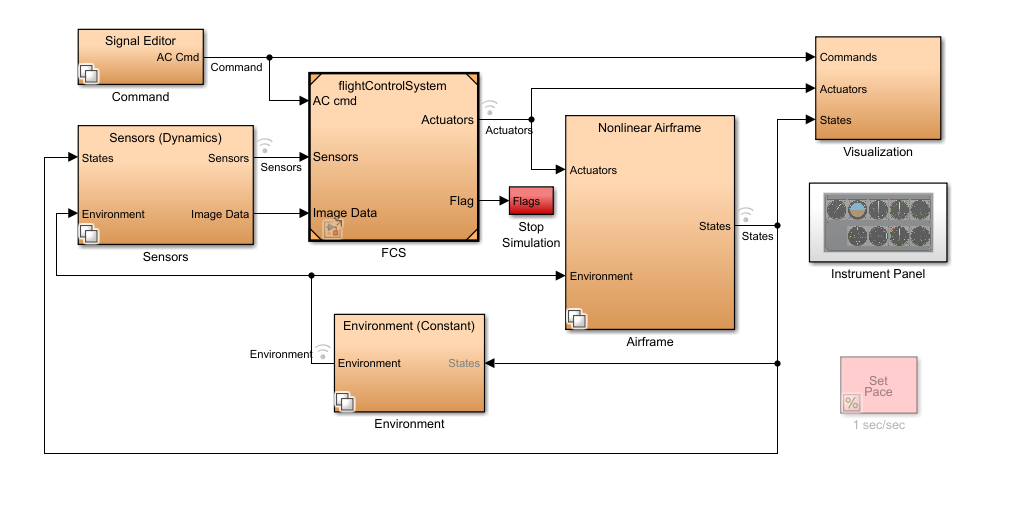 Signal Editor
AC Cmd
Command
Command
flightControlSystem
AC cmd
Actuators
Sensors
Flag
Image Data
FCS
Actuators
Sensors (Dynamics)
States
Sensors
Environment
Image Data
Sensors
Sensors
Flags
Stop
Simulation
Nonlinear Airframe
Actuators
States
Environment
Airframe
States
Commands
Actuators
States
Visualization
Instrument Panel
Environment (Constant)
Environment
States
Environment
Environment
Set
Pace
%
1 sec/sec